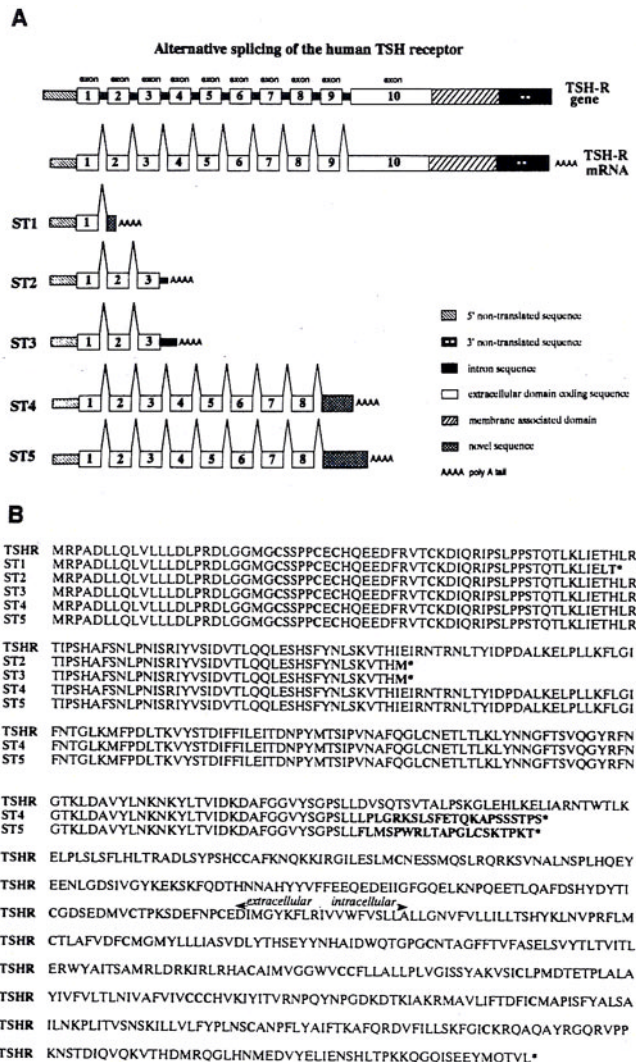 A
Alternative splicing of the human TSH receptor
exon exon exon exon exon exon exon exon exon exon
1 2 3 4 5 6 7 8 9 10 TSH-R gene
1 2 3 4 5 6 7 8 9 10 AAAA TSH-R mRNA
ST1 1 AAAA
ST2 1 2 3 AAAA
ST3 1 2 3 AAAA
ST4 1 2 3 4 5 6 7 8 AAAA
ST5 1 2 3 4 5 6 7 8 AAAA
5' non-translated sequence
3' non-translated sequence
intron sequence
extracellular domain coding sequence
membrane associated domain
novel sequence
AAAA poly A tail
B
TSHR MRPADLLQLVLLLDLPRDLGGMGCSSPPCECHQEEDFRVTCKDIQRIPSLPPSTQTLKLIETHLR
ST1 MRPADLLQLVLLLDLPRDLGGMGCSSPPCECHQEEDFRVTCKDIQRIPSLPPSTQTLKLIELT*
ST2 MRPADLLQLVLLLDLPRDLGGMGCSSPPCECHQEEDFRVTCKDIQRIPSLPPSTQTLKLIETHLR
ST3 MRPADLLQLVLLLDLPRDLGGMGCSSPPCECHQEEDFRVTCKDIQRIPSLPPSTQTLKLIETHLR
ST4 MRPADLLQLVLLLDLPRDLGGMGCSSPPCECHQEEDFRVTCKDIQRIPSLPPSTQTLKLIETHLR
ST5 MRPADLLQLVLLLDLPRDLGGMGCSSPPCECHQEEDFRVTCKDIQRIPSLPPSTQTLKLIETHLR
TSHR TIPSHAFSNLPNISRIYVSIDVTLQQLESHSFYNLSKVTHIEIRNTRNLTYIDPDALKELPLLKFLGI
ST2 TIPSHAFSNLPNISRIYVSIDVTLQQLESHSFYNLSKVTHM*
ST3 TIPSHAFSNLPNISRIYVSIDVTLQQLESHSFYNLSKVTHM*
ST4 TIPSHAFSNLPNISRIYVSIDVTLQQLESHSFYNLSKVTHIEIRNTRNLTYIDPDALKELPLLKFLGI
ST5 TIPSHAFSNLPNISRIYVSIDVTLQQLESHSFYNLSKVTHIEIRNTRNLTYIDPDALKELPLLKFLGI
TSHR FNTGLKMFPDLTKVYSTDIFFILEITDNPYMTSIPVNAFQGLCNETLTLKLYNNGFTSVQGYRFN
ST4 FNTGLKMFPDLTKVYSTDIFFILEITDNPYMTSIPVNAFQGLCNETLTLKLYNNGFTSVQGYRFN
ST5 FNTGLKMFPDLTKVYSTDIFFILEITDNPYMTSIPVNAFQGLCNETLTLKLYNNGFTSVQGYRFN
TSHR GTKLDAVYLNKNKYLTVIDKDAFGGVYSGPSLLDVSQTSVTALPSKGLEHLKELIARNTWTLK
ST4 GTKLDAVYLNKNKYLTVIDKDAFGGVYSGPSLLLPLGRKSLSFETQKAPSSSTPS*
ST5 GTKLDAVYLNKNKYLTVIDKDAFGGVYSGPSLLFLMSPWRLTAPGLCSKTPKT*
TSHR ELPLSLSFLHLTRADLSYPSHCCAFKNQKKIRGILESLMCNESSMQSLRQRKSVNALNSPLHQEY
TSHR EENLGDSIVGYKEKSKFQDTHNNAHYYVFFEEQEDEIIGFGQELKNPQEETLQAFDSHYDYTI
extracellular intracellular
TSHR CGDSEDMVCTPKSDEFNPCEDIMGYKFLRIVVWFVSLLALLGNVFVLLILLTSHYKLNVPRFLM
TSHR CTLAFVDFCMGMYLLLIASVDLYTHSEYYNHAIDWQTGPGCNTAGFFTVFASELSVYTLTVITL
TSHR ERWYAITSAMRLDRKIRLRHACAIMVGGWVCCFLLALLPLVGISSYAKVSICLPMDTETPLALA
TSHR YIVFVLTLNIVAFVIVCCCHVKIYITVRNPQYNPGDKDTKIAKRMAVLIFTDFICMAPISFYALSA
TSHR ILNKPLITVSNSKILLVLFYPLNSCANPFLYAIFTKAFQRDVFILLSKFGICKRQAQAYRGQRVPP
TSHR KNSTDIQVQKVTHDMRQGLHNMEDVYELIENSHLTPKKQGQISEEYMQTVL*